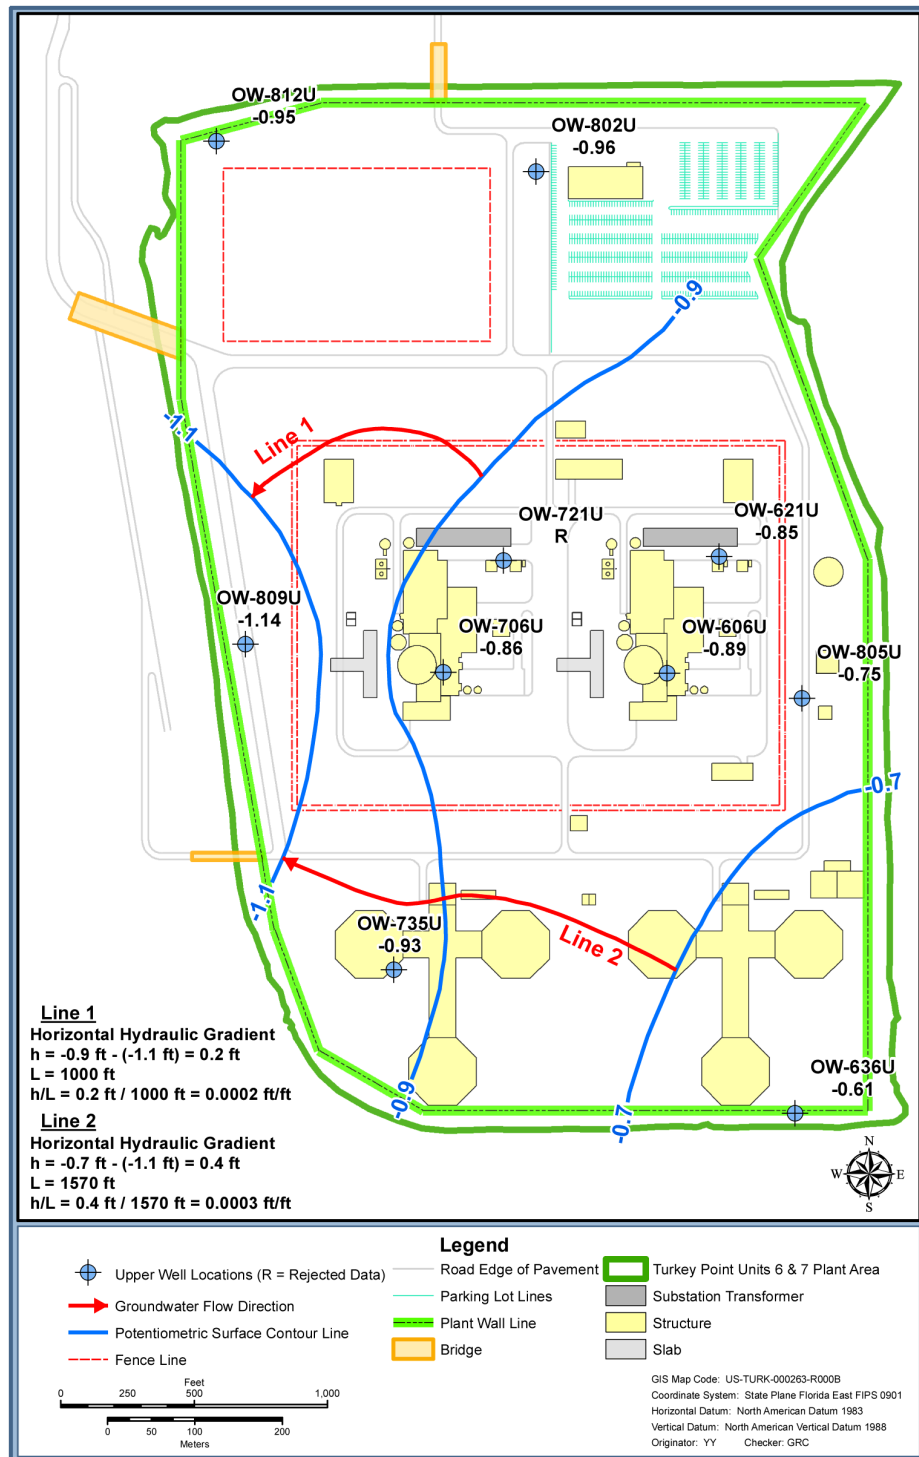 OW-812U
-0.95
OW-802U
-0.96
-0.9
-1.1
Line 1
OW-721U
R
OW-621U
-0.85
OW-809U
-1.14
OW-706U
-0.86
OW-606U
-0.89
OW-805U
-0.75
-0.7
-1.1
OW-735U
-0.93
Line 2
Line 1
Horizontal Hydraulic Gradient
h = -0.9 ft - (-1.1 ft) = 0.2 ft
L = 1000 ft
h/L = 0.2 ft / 1000 ft = 0.0002 ft/ft
Line 2
Horizontal Hydraulic Gradient
h = -0.7 ft - (-1.1 ft) = 0.4 ft
L = 1570 ft
h/L = 0.4 ft / 1570 ft = 0.0003 ft/ft
-0.9
-0.7
OW-636U
-0.61
N
W E
S
Legend
Upper Well Locations (R = Rejected Data)
Groundwater Flow Direction
Potentiometric Surface Contour Line
Fence Line
Road Edge of Pavement
Parking Lot Lines
Plant Wall Line
Bridge
Turkey Point Units 6 & 7 Plant Area
Substation Transformer
Structure
Slab
Feet
0 250 500 1,000
0 50 100 200
Meters
GIS Map Code: US-TURK-000263-R000B
Coordinate System: State Plane Florida East FIPS 0901
Horizontal Datum: North American Datum 1983
Vertical Datum: North American Vertical Datum 1988
Originator: YY Checker: GRC